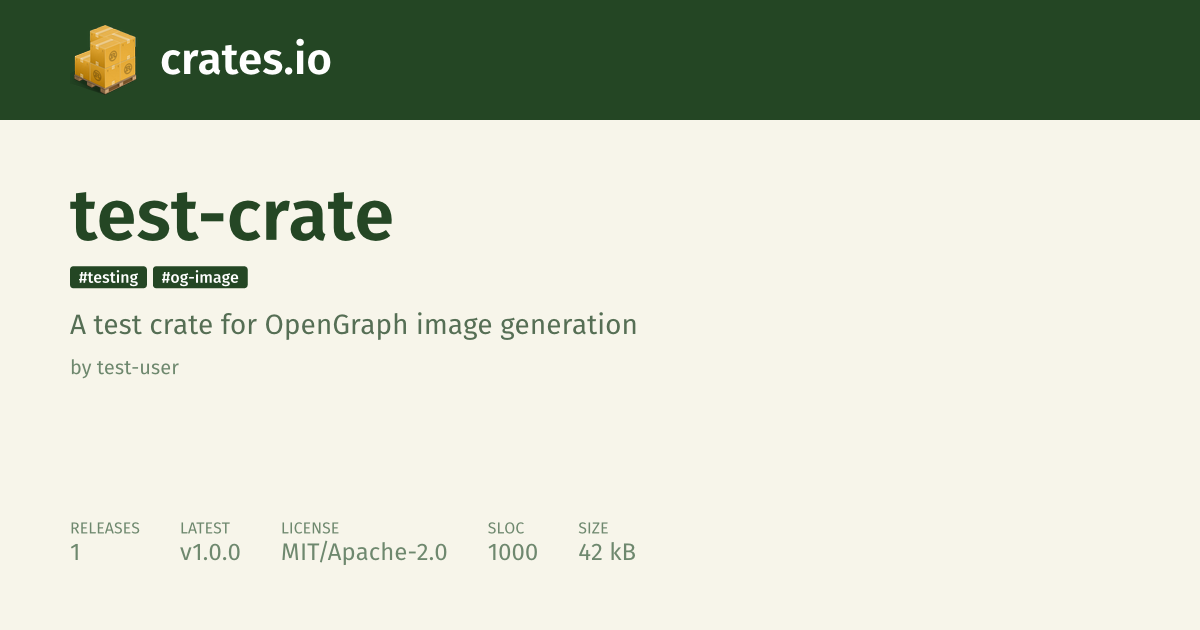 crates.io
test-crate
#testing #og-image
A test crate for OpenGraph image generation
by test-user
RELEASES LATEST LICENSE SLOC SIZE
1 v1.0.0 MIT/Apache-2.0 1000 42 kB